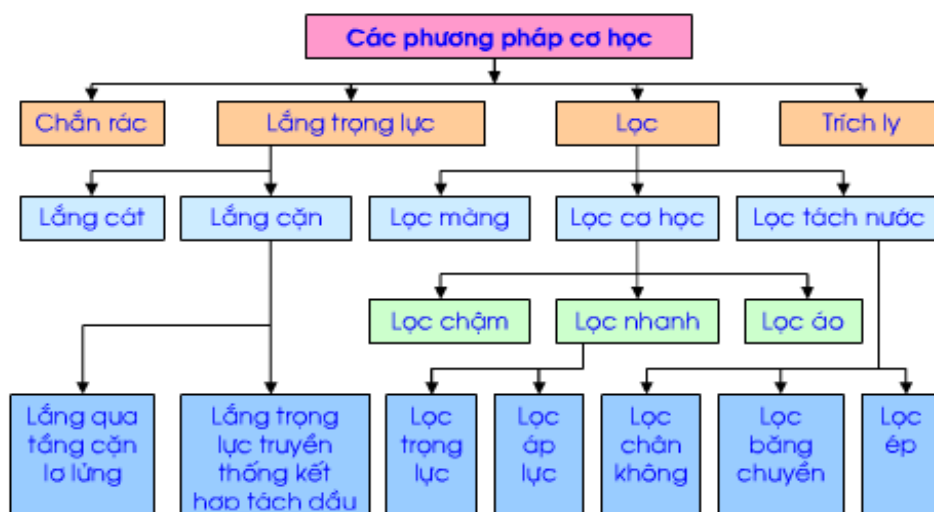 Các phương pháp cơ học
Chắn rác
Lắng trọng lực
Lọc
Trích ly
Lắng cát
Lắng cặn
Lọc màng
Lọc cơ học
Lọc tách nước
Lọc chậm
Lọc nhanh
Lọc áo
Lắng qua
tầng cặn
lơ lửng
Lắng trọng
lực truyền
thống kết
hợp tách dầu
Lọc
trọng
lực
Lọc
áp
lực
Lọc
chân
không
Lọc
băng
chuyền
Lọc
ép